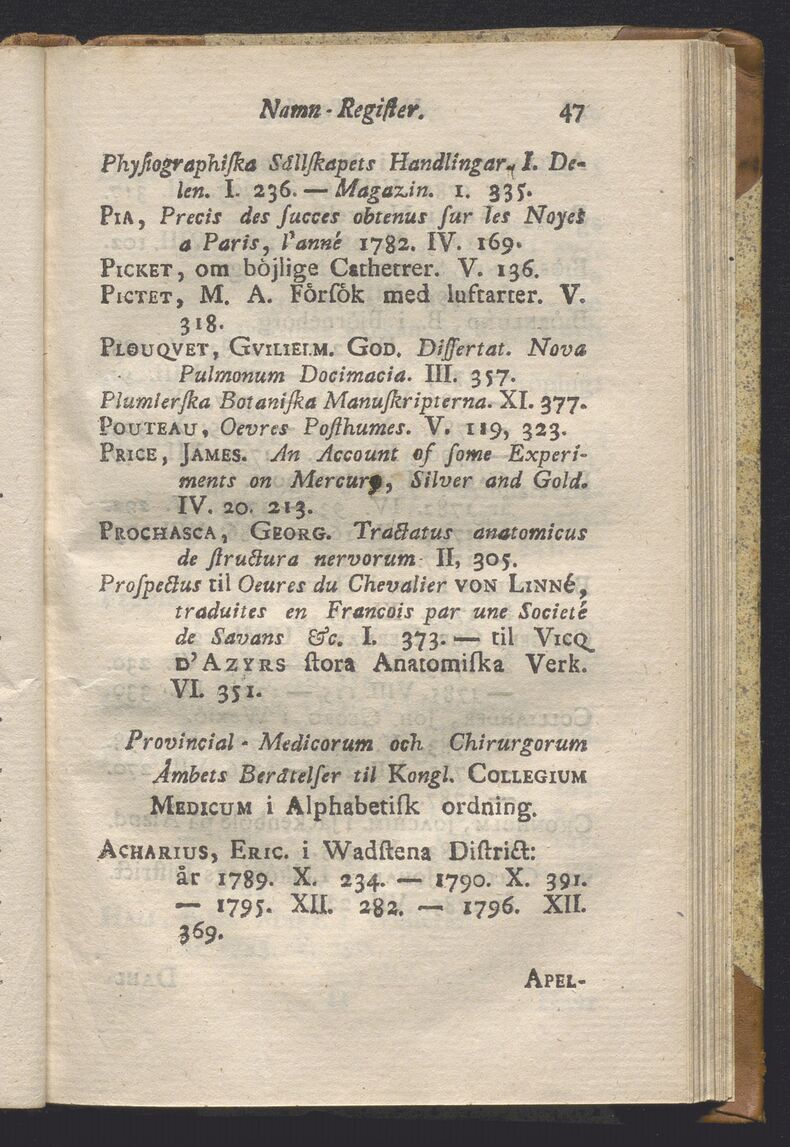 Namn-Regiſter. 47
Phyſiographiſka Sållſkapets Handlingar, I. De-
len. I. 236. — Magazin. 1. 335.
PIA, Precis des ſucces obtenus ſur les Noyes
a Paris, l'anné 1782. IV. 169.
PICKET, om böjlige Cathetrer. V. 136.
PICTET, M. A. Förſök med luftarter. V.
318.
PLOUQVET, GVILIELM. GOD. Diſſertat. Nova
Pulmonum Docimacia. III. 357.
Plumierſka Botaniſka Manuſkripterna. XI. 377.
POUTEAU, Oevres Poſthumes. V. 119, 323.
PRICE, JAMES. An Account of ſome Experi-
ments on Mercury, Silver and Gold.
IV. 20. 213.
PROCHASCA, GEORG. Tractatus anatomicus
de ſtructura nervorum II, 305.
Proſpectus til Oeures du Chevalier VON LINNé,
traduites en Francois par une Societé
de Savans &c. I. 373. — til VICQ
D'AZYRS ſtora Anatomiſka Verk.
VI. 351.
Provincial-Medicorum och Chirurgorum
Åmbets Beråtelſer til Kongl. COLLEGIUM
MEDICUM i Alphabetiſk ordning.
ACHARIUS, ERIC. i Wadſtena Diſtrict:
år 1789. X. 234. — 1790. X. 391.
— 1795. XII. 282. — 1796. XII.
369.
APEL-